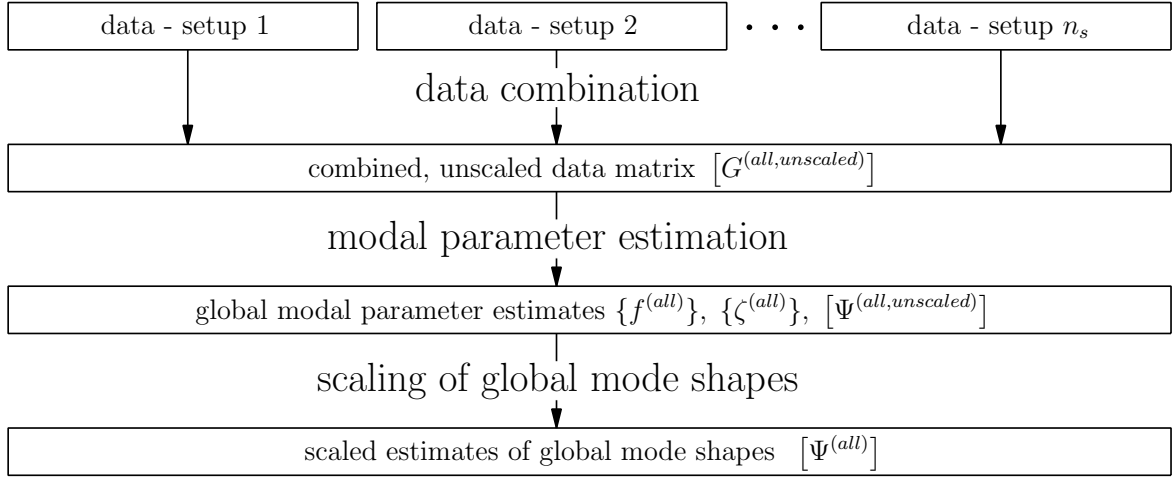 data - setup 1 data - setup 2 • • • data - setup nₛ
data combination
combined, unscaled data matrix [G^(all,unscaled)]
modal parameter estimation
global modal parameter estimates {f^(all)}, {ζ^(all)}, [Ψ^(all,unscaled)]
scaling of global mode shapes
scaled estimates of global mode shapes [Ψ^(all)]